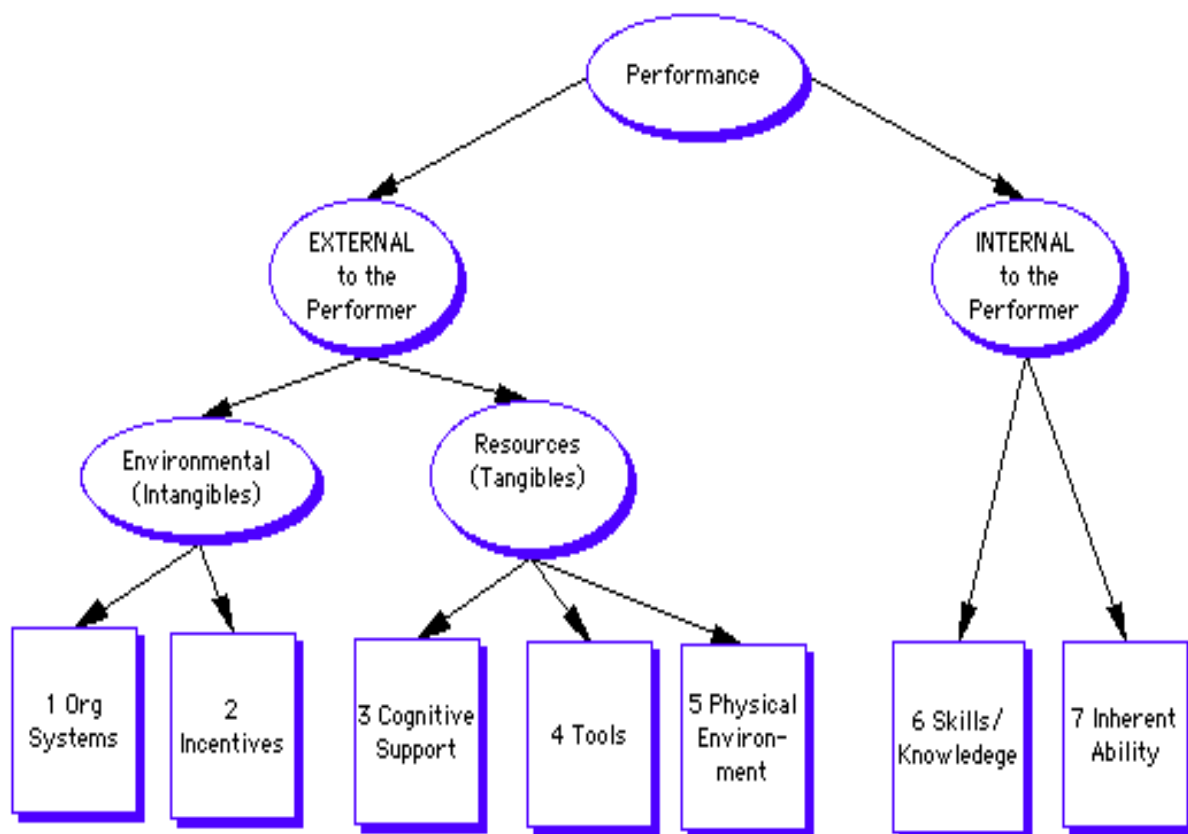 Performance
EXTERNAL
to the
Performer
INTERNAL
to the
Performer
Environmental
(Intangibles)
Resources
(Tangibles)
1 Org
Systems
2
Incentives
3 Cognitive
Support
4 Tools
5 Physical
Environ-
ment
6 Skills/
Knowledege
7 Inherent
Ability